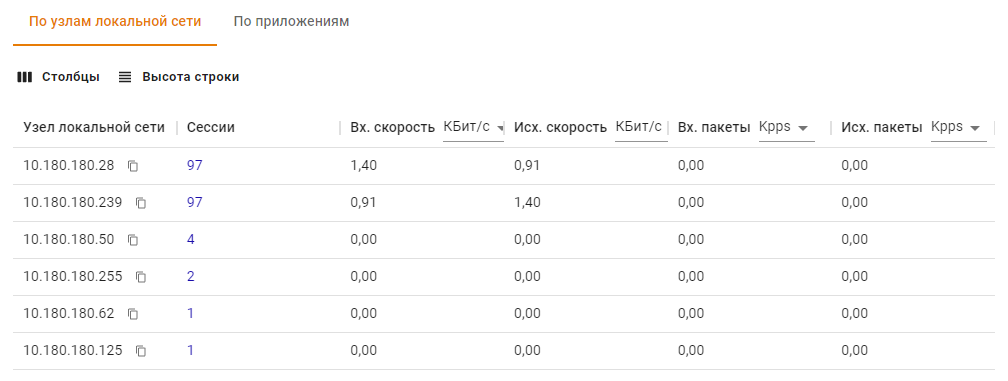 По узлам локальной сети По приложениям
Столбцы Высота строки
Узел локальной сети Сессии Вх. скорость КБит/с Исх. скорость КБит/с Вх. пакеты Kpps Исх. пакеты Kpps
10.180.180.28 97 1,40 0,91 0,00 0,00
10.180.180.239 97 0,91 1,40 0,00 0,00
10.180.180.50 4 0,00 0,00 0,00 0,00
10.180.180.255 2 0,00 0,00 0,00 0,00
10.180.180.62 1 0,00 0,00 0,00 0,00
10.180.180.125 1 0,00 0,00 0,00 0,00